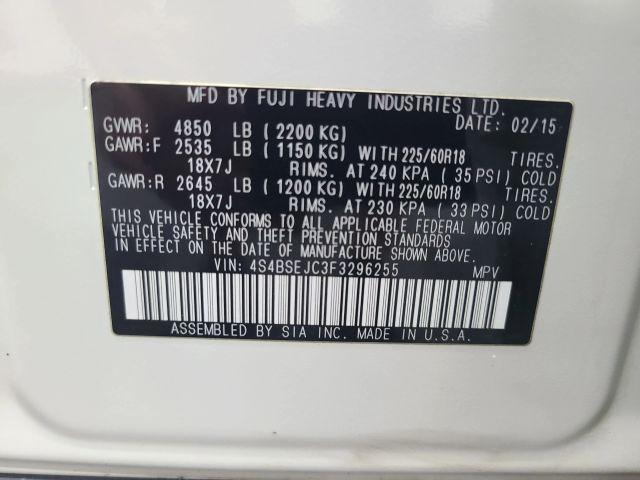 MFD BY FUJI HEAVY INDUSTRIES LTD.
DATE: 02/15
GVWR: 4850 LB (2200 KG)
GAWR:F 2535 LB (1150 KG) WITH 225/60R18 TIRES.
18X7J RIMS. AT 240 KPA (35 PSI) COLD
GAWR:R 2645 LB (1200 KG) WITH 225/60R18 TIRES.
18X7J RIMS. AT 230 KPA (33 PSI) COLD
THIS VEHICLE CONFORMS TO ALL APPLICABLE FEDERAL MOTOR
VEHICLE SAFETY AND THEFT PREVENTION STANDARDS
IN EFFECT ON THE DATE OF MANUFACTURE SHOWN ABOVE.
VIN: 4S4BSEJC3F3296255 MPV
ASSEMBLED BY SIA INC. MADE IN U.S.A.